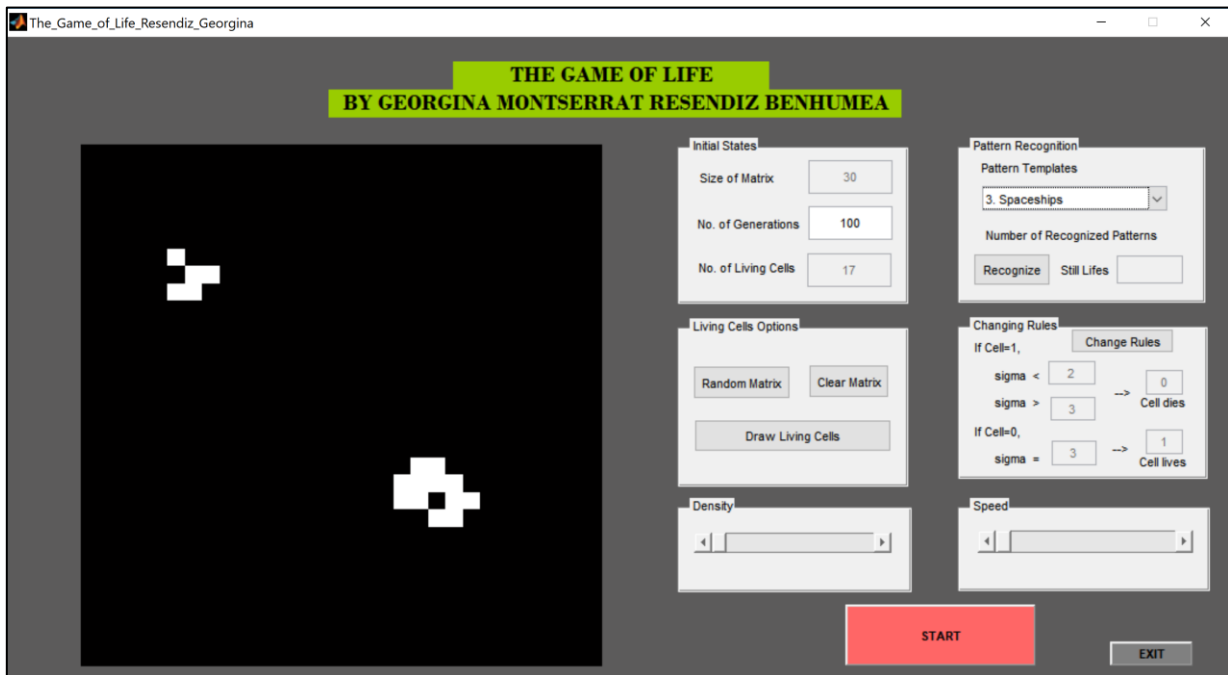 The_Game_of_Life_Resendiz_Georgina
THE GAME OF LIFE
BY GEORGINA MONTSERRAT RESENDIZ BENHUMEA
Initial States
Size of Matrix 30
No. of Generations 100
No. of Living Cells 17
Pattern Recognition
Pattern Templates
3. Spaceships
Number of Recognized Patterns
Recognize Still Lifes
Living Cells Options
Random Matrix Clear Matrix
Draw Living Cells
Changing Rules
If Cell=1, Change Rules
sigma < 2
--> 0
sigma > 3 Cell dies
If Cell=0,
sigma = 3 --> 1
Cell lives
Density
Speed
START
EXIT